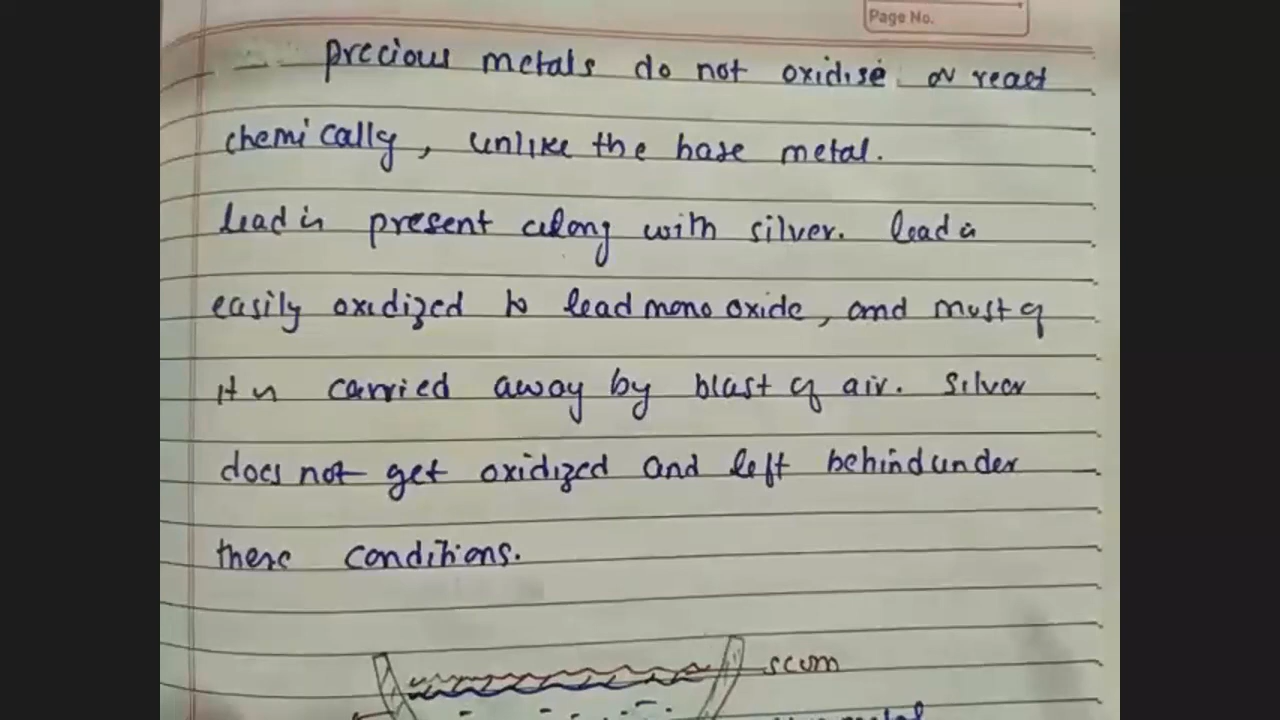 Page No.
precious metals do not oxidise or react
chemically, unlike the base metal.
lead is present along with silver. lead is
easily oxidized to lead mono oxide, and most of
it is carried away by blast of air. Silver
does not get oxidized and left behind under
these conditions.
scum
metal